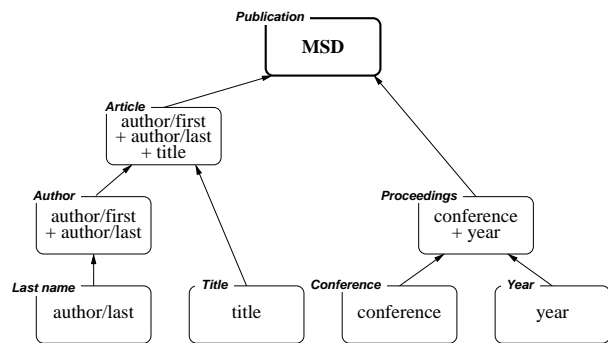 Publication
MSD
Article
author/first
+ author/last
+ title
Author
author/first
+ author/last
Proceedings
conference
+ year
Last name
author/last
Title
title
Conference
conference
Year
year